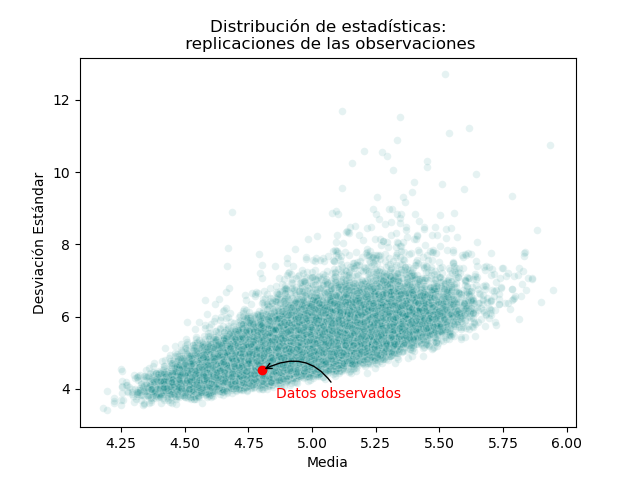 Distribución de estadísticas:
replicaciones de las observaciones
Desviación Estándar
12
10
8
6
4
Datos observados
4.25 4.50 4.75 5.00 5.25 5.50 5.75 6.00
Media